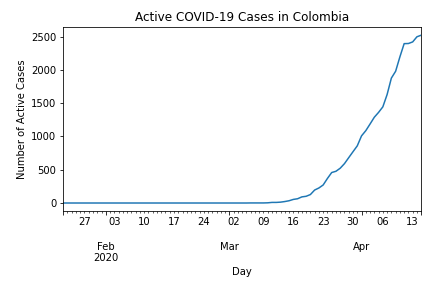 Active COVID-19 Cases in Colombia
Number of Active Cases
2500
2000
1500
1000
500
0
27 03 10 17 24 02 09 16 23 30 06 13
Feb Mar Apr
2020
Day